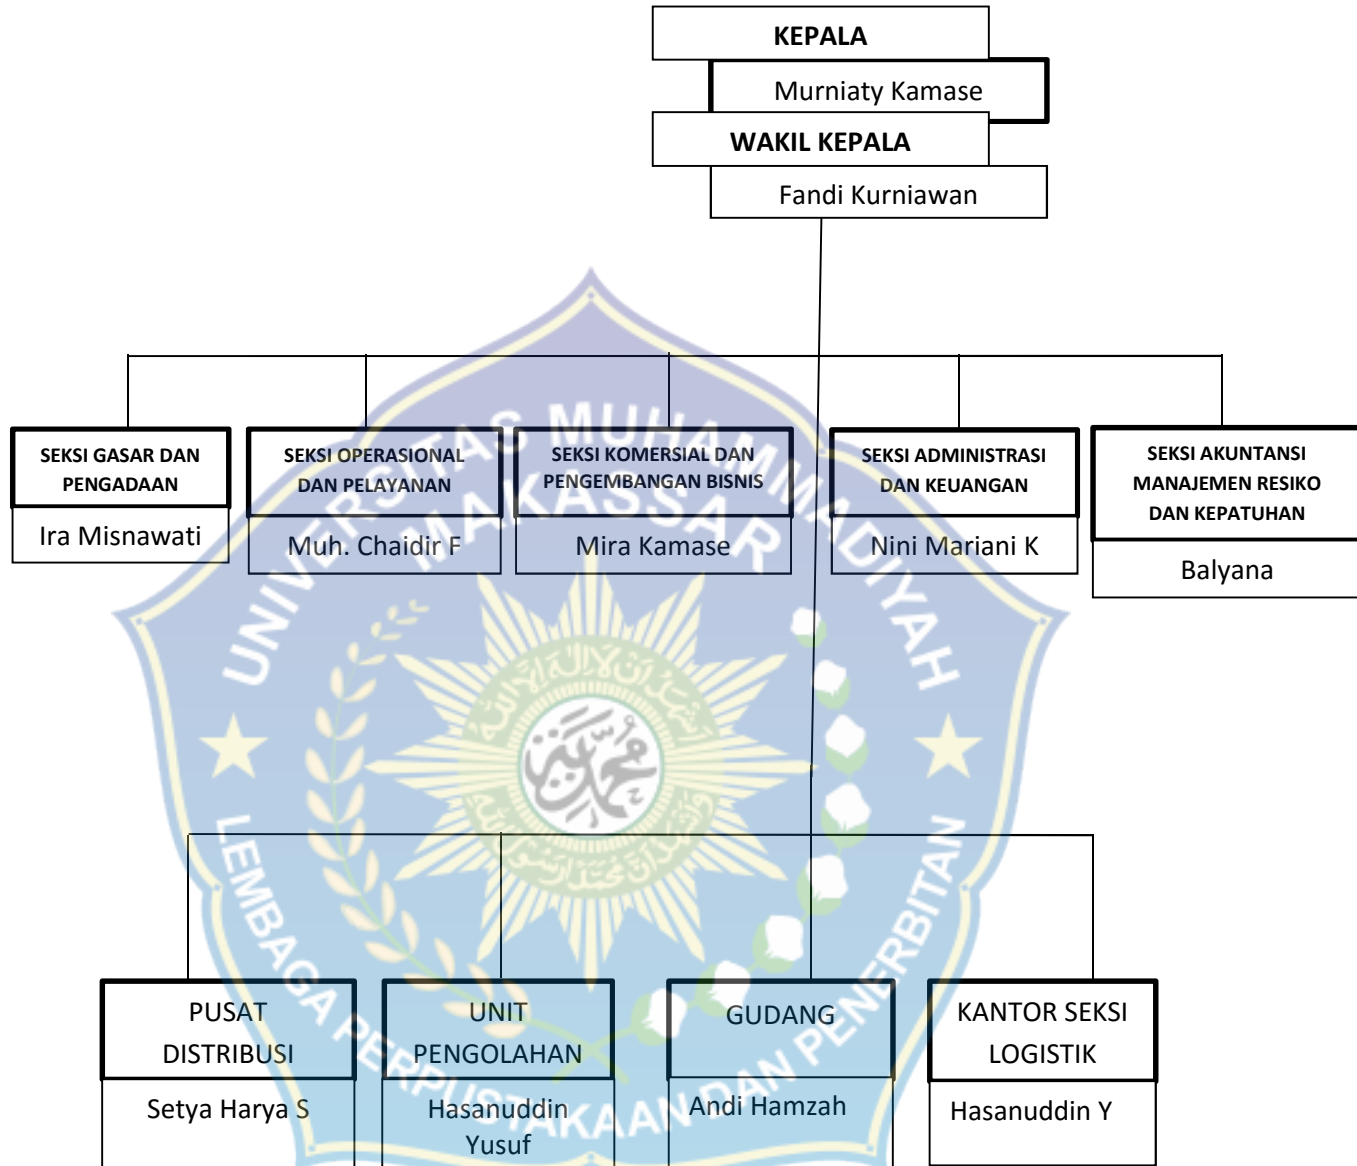 KEPALA
Murniaty Kamase
WAKIL KEPALA
Fandi Kurniawan
SEKSI GASAR DAN
PENGADAAN
Ira Misnawati
SEKSI OPERASIONAL
DAN PELAYANAN
Muh. Chaidir F
SEKSI KOMERSIAL DAN
PENGEMBANGAN BISNIS
Mira Kamase
SEKSI ADMINISTRASI
DAN KEUANGAN
Nini Mariani K
SEKSI AKUNTANSI
MANAJEMEN RESIKO
DAN KEPATUHAN
Balyana
UNIVERSITAS MUHAMMADIYAH
MAKASSAR
محمدية
LEMBAGA PERPUSTAKAAN DAN PENERBITAN
PUSAT
DISTRIBUSI
Setya Harya S
UNIT
PENGOLAHAN
Hasanuddin
Yusuf
GUDANG
Andi Hamzah
KANTOR SEKSI
LOGISTIK
Hasanuddin Y